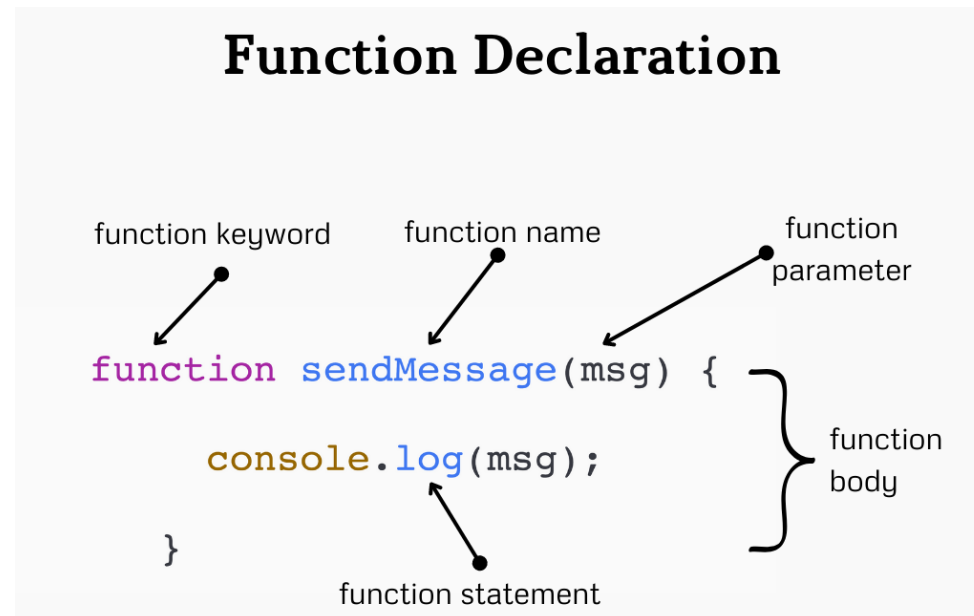 Function Declaration
function keyword
function name
function
parameter
function sendMessage(msg) {
console.log(msg);
}
function
body
function statement